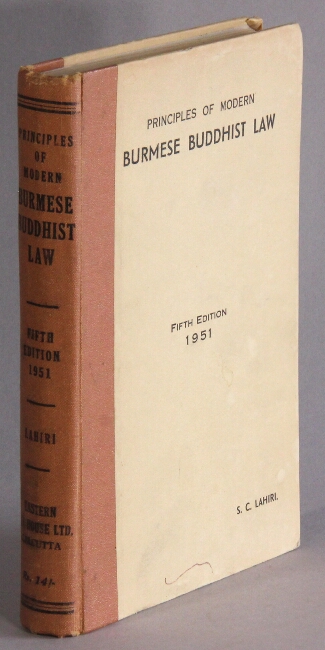 PRINCIPLES
OF
MODERN
BURMESE
BUDDHIST
LAW
FIFTH
EDITION
1951
LAHIRI
EASTERN
HOUSE LTD.
CALCUTTA
PRINCIPLES OF MODERN
BURMESE BUDDHIST LAW
FIFTH EDITION
1951
S. C. LAHIRI.